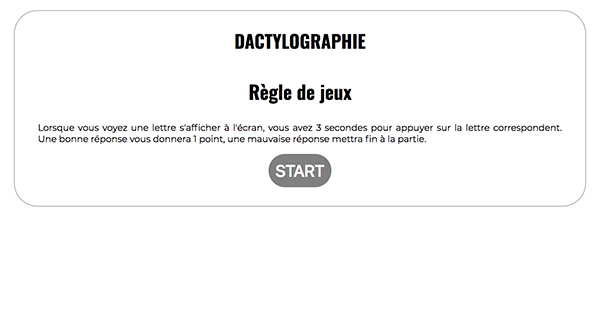 DACTYLOGRAPHIE
Règle de jeux
Lorsque vous voyez une lettre s'afficher à l'écran, vous avez 3 secondes pour appuyer sur la lettre correspondent.
Une bonne réponse vous donnera 1 point, une mauvaise réponse mettra fin à la partie.
START